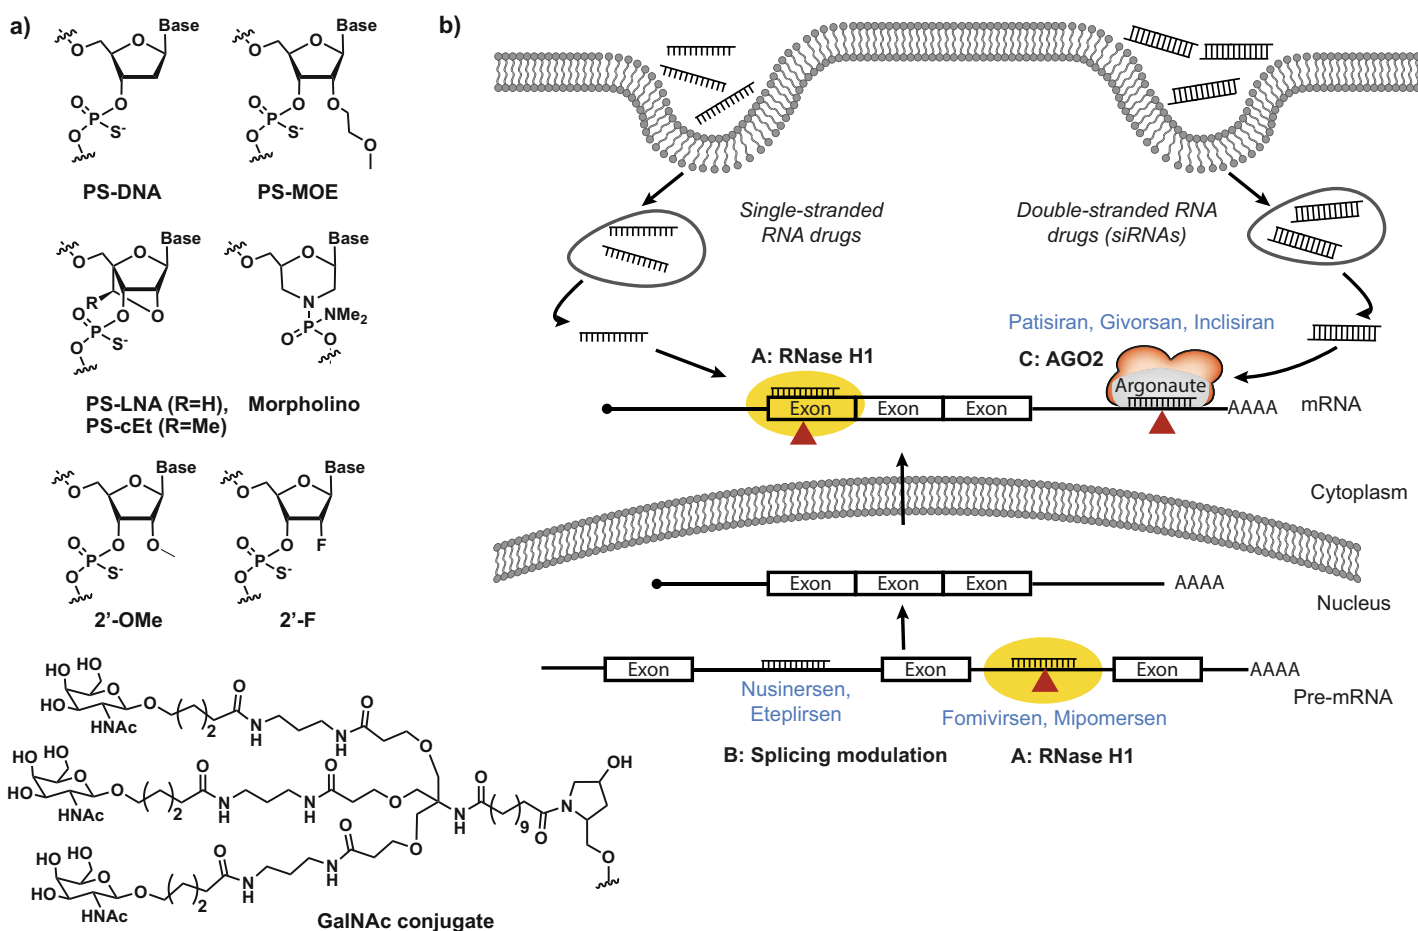 a)
Base
O
O
O
O
P
S-
O
PS-DNA
Base
O
O
O
O
O
P
S-
O
O
PS-MOE
Base
O
O
R
O
O
O
P
S-
O
PS-LNA (R=H),
PS-cEt (R=Me)
Base
O
O
N
NMe2
O
P
O
Morpholino
Base
O
O
O
O
O
P
S-
O
2'-OMe
Base
O
O
O
F
O
P
S-
O
2'-F
HO
HO
O
HO
O
HNAc
2
O
N
H
H
N
O
O
HO
HO
O
HO
O
HNAc
2
O
N
H
N
H
O
O
N
H
O
9
O
N
OH
O
HO
HO
O
HO
O
HNAc
2
O
N
H
N
H
O
O
GalNAc conjugate
b)
Single-stranded
RNA drugs
Double-stranded RNA
drugs (siRNAs)
Patisiran, Givorsan, Inclisiran
A: RNase H1
C: AGO2
Argonaute
Exon
Exon
Exon
AAAA
mRNA
Cytoplasm
Exon
Exon
Exon
AAAA
Nucleus
Exon
Exon
Exon
AAAA
Nusinersen,
Eteplirsen
Fomivirsen, Mipomersen
Pre-mRNA
B: Splicing modulation
A: RNase H1